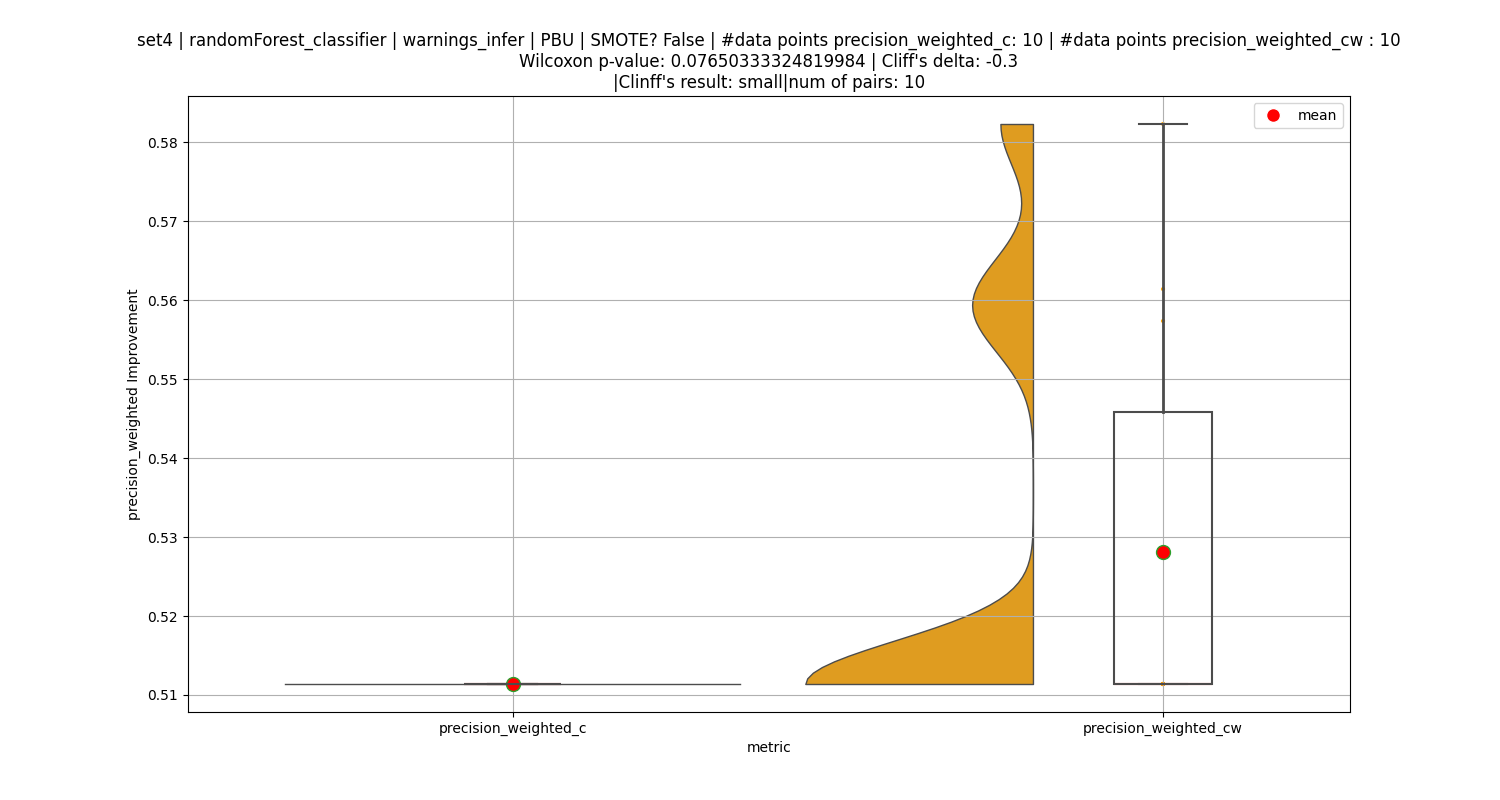 set4 | randomForest_classifier | warnings_infer | PBU | SMOTE? False | #data points precision_weighted_c: 10 | #data points precision_weighted_cw : 10
Wilcoxon p-value: 0.07650333324819984 | Cliff's delta: -0.3
|Clinff's result: small|num of pairs: 10
mean
precision_weighted Improvement
0.58
0.57
0.56
0.55
0.54
0.53
0.52
0.51
precision_weighted_c
precision_weighted_cw
metric